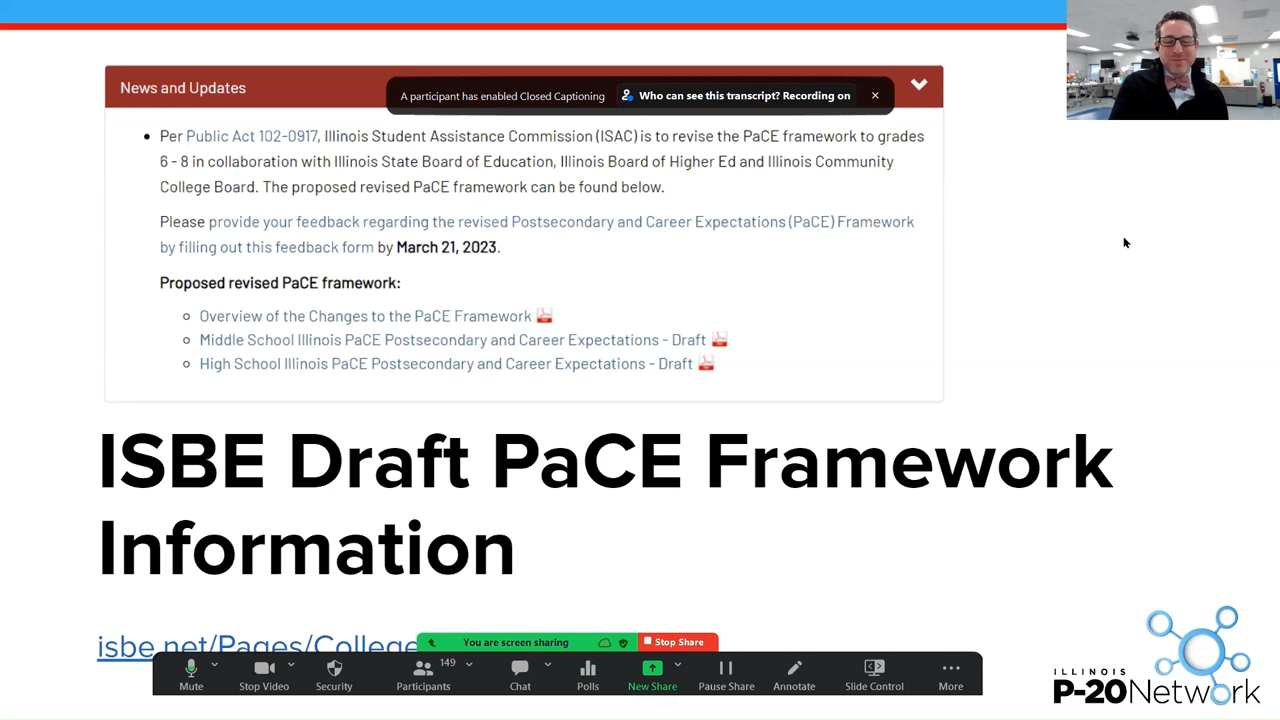 News and Updates
A participant has enabled Closed Captioning
Who can see this transcript? Recording on
Per Public Act 102-0917, Illinois Student Assistance Commission (ISAC) is to revise the PaCE framework to grades
6 - 8 in collaboration with Illinois State Board of Education, Illinois Board of Higher Ed and Illinois Community
College Board. The proposed revised PaCE framework can be found below.
Please provide your feedback regarding the revised Postsecondary and Career Expectations (PaCE) Framework
by filling out this feedback form by March 21, 2023.
Proposed revised PaCE framework:
Overview of the Changes to the PaCE Framework
Middle School Illinois PaCE Postsecondary and Career Expectations - Draft
High School Illinois PaCE Postsecondary and Career Expectations - Draft
ISBE Draft PaCE Framework
Information
isbe.net/Pages/College
You are screen sharing
Stop Share
149
Mute
Stop Video
Security
Participants
Chat
Polls
New Share
Pause Share
Annotate
Slide Control
More
ILLINOIS
P-20 Network